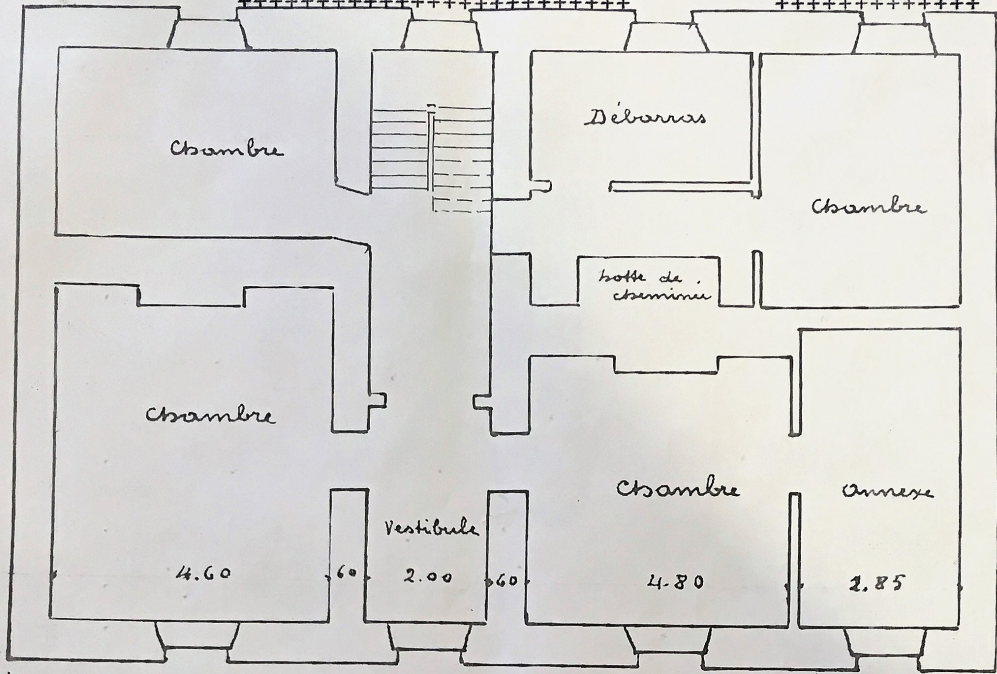 Débarras
Chambre
Chambre
hotte de
cheminée
Chambre
Chambre
annexe
Vestibule
4.60
60
2.00
60
4.80
2.85